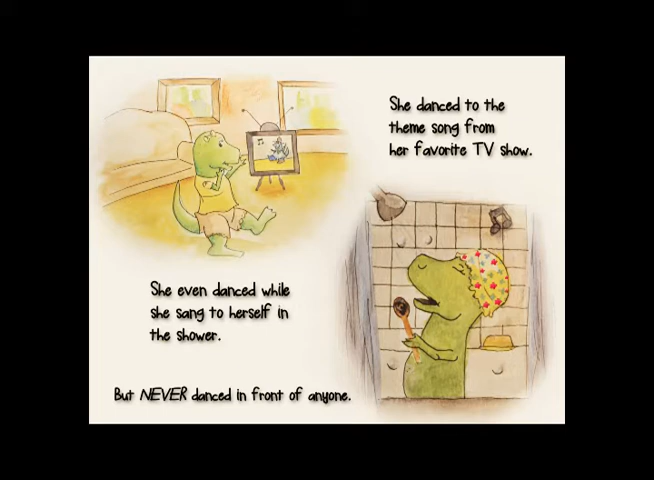 She danced to the
theme song from
her favorite TV show.
She even danced while
she sang to herself in
the shower.
But NEVER danced in front of anyone.